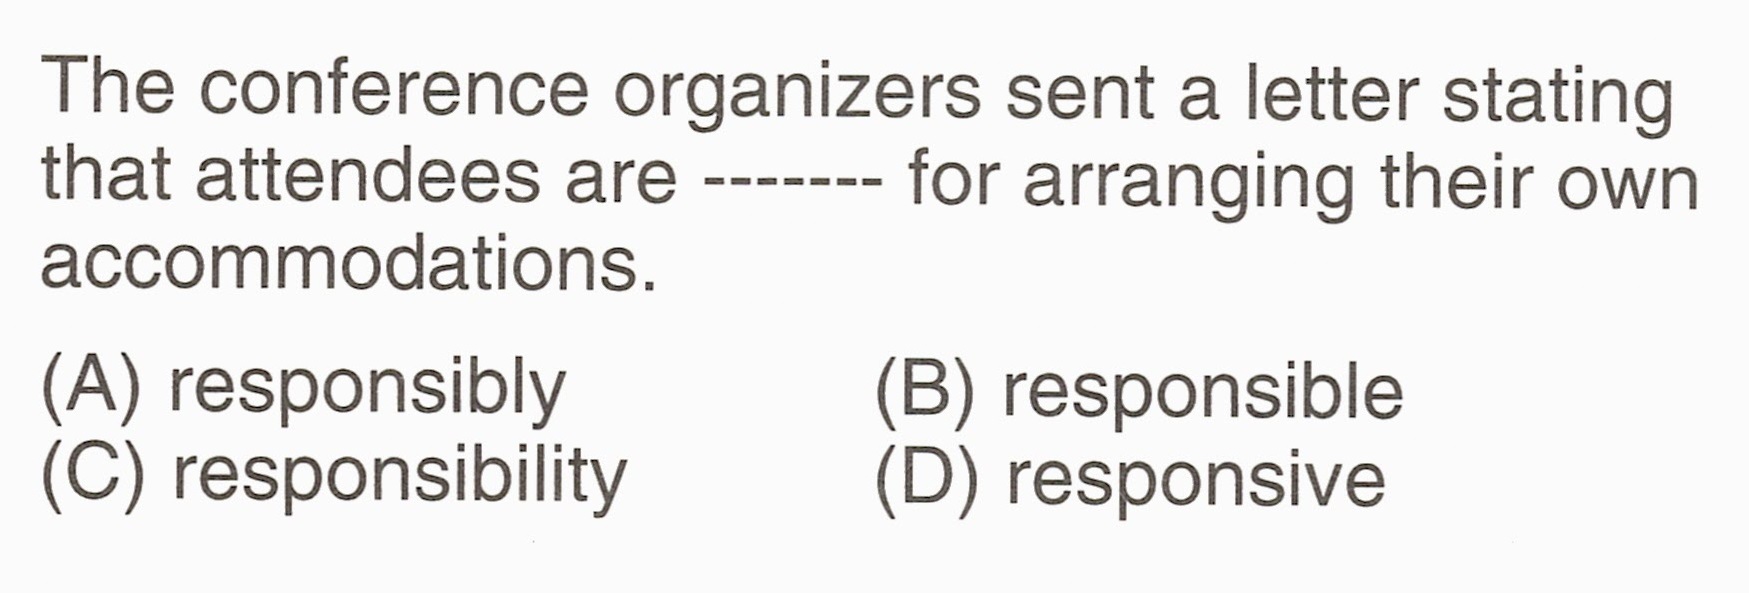 The conference organizers sent a letter stating
that attendees are ------- for arranging their own
accommodations.
(A) responsibly (B) responsible
(C) responsibility (D) responsive